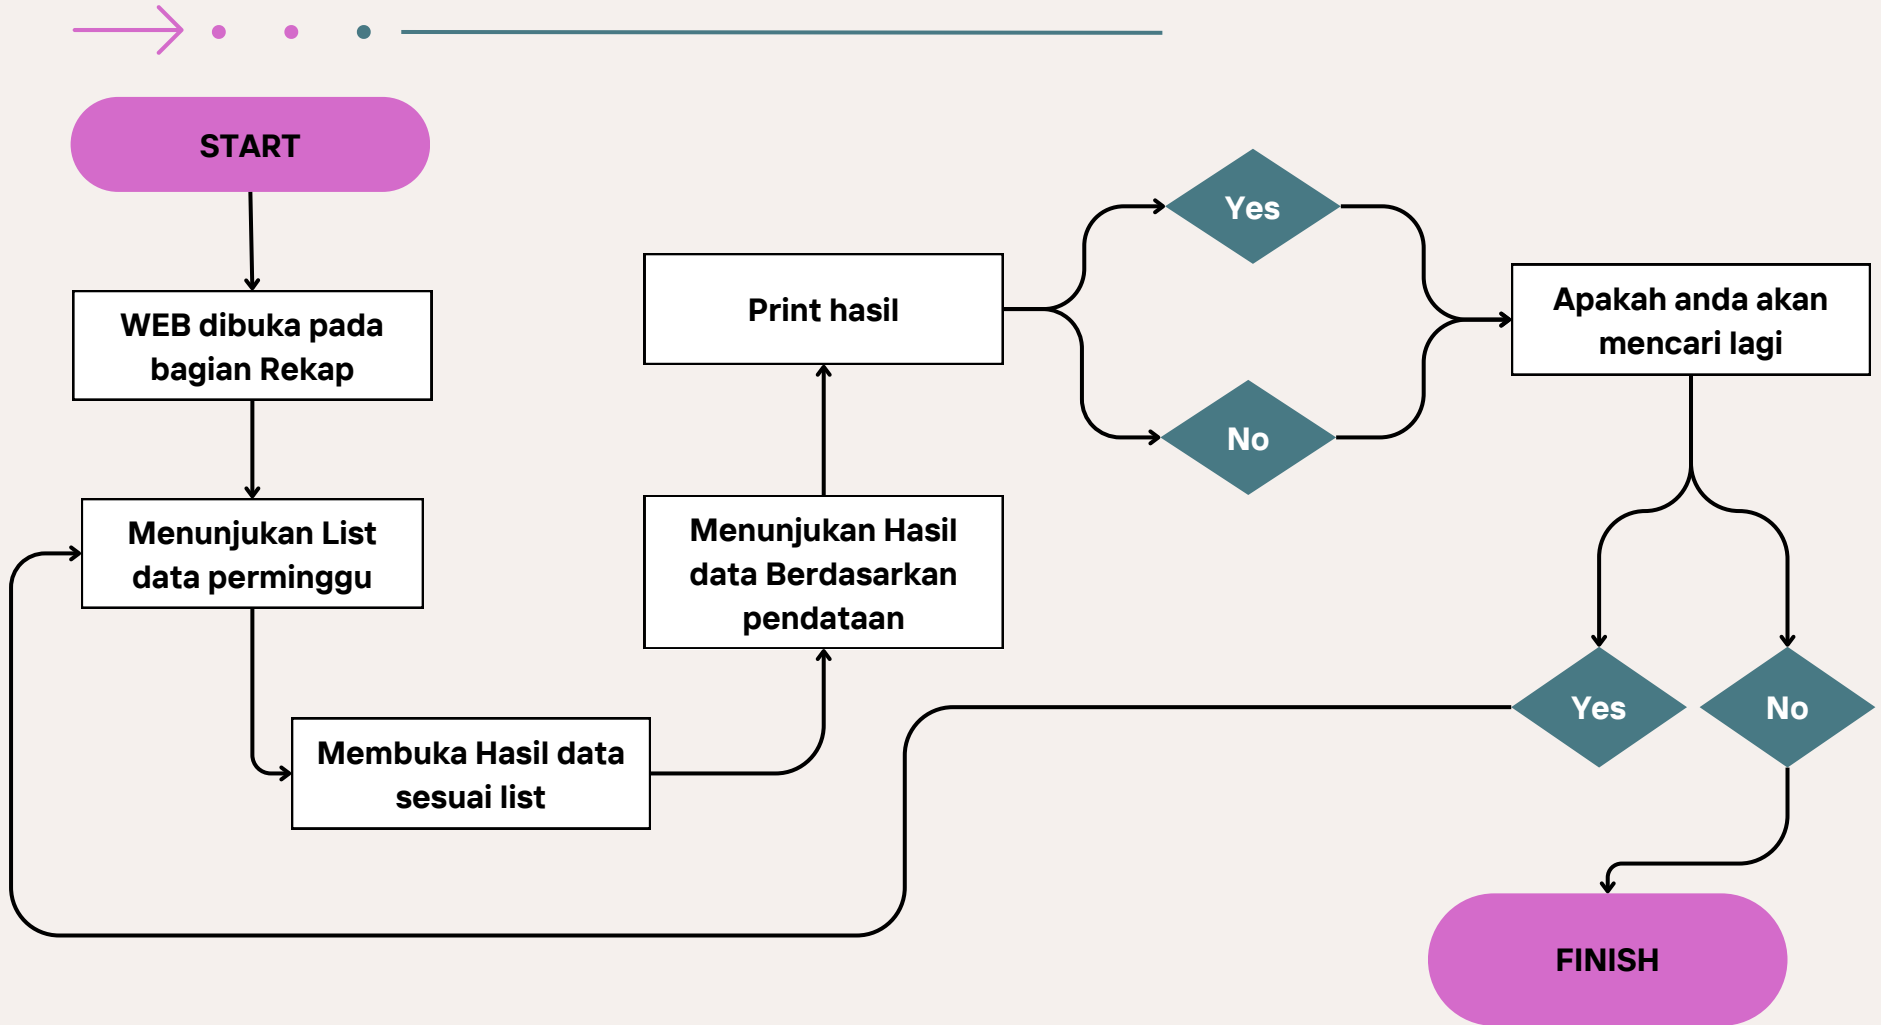 START
WEB dibuka pada
bagian Rekap
Menunjukan List
data perminggu
Membuka Hasil data
sesuai list
Menunjukan Hasil
data Berdasarkan
pendataan
Print hasil
Yes
No
Apakah anda akan
mencari lagi
Yes
No
FINISH